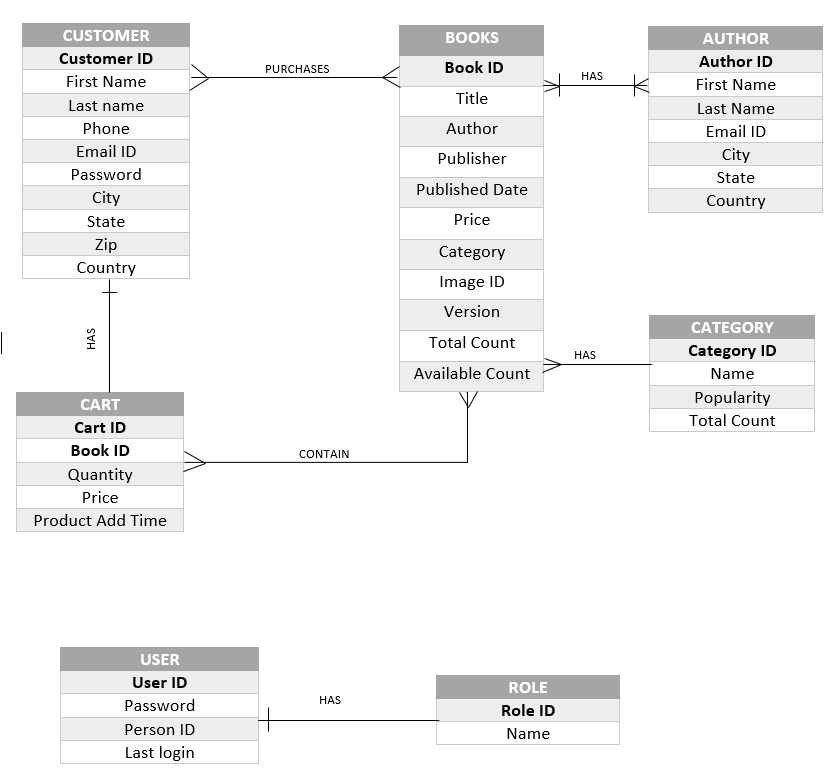 CUSTOMER
Customer ID
First Name
Last name
Phone
Email ID
Password
City
State
Zip
Country
PURCHASES
BOOKS
Book ID
Title
Author
Publisher
Published Date
Price
Category
Image ID
Version
Total Count
Available Count
HAS
AUTHOR
Author ID
First Name
Last Name
Email ID
City
State
Country
HAS
CATEGORY
Category ID
Name
Popularity
Total Count
HAS
CART
Cart ID
Book ID
Quantity
Price
Product Add Time
CONTAIN
USER
User ID
Password
Person ID
Last login
HAS
ROLE
Role ID
Name